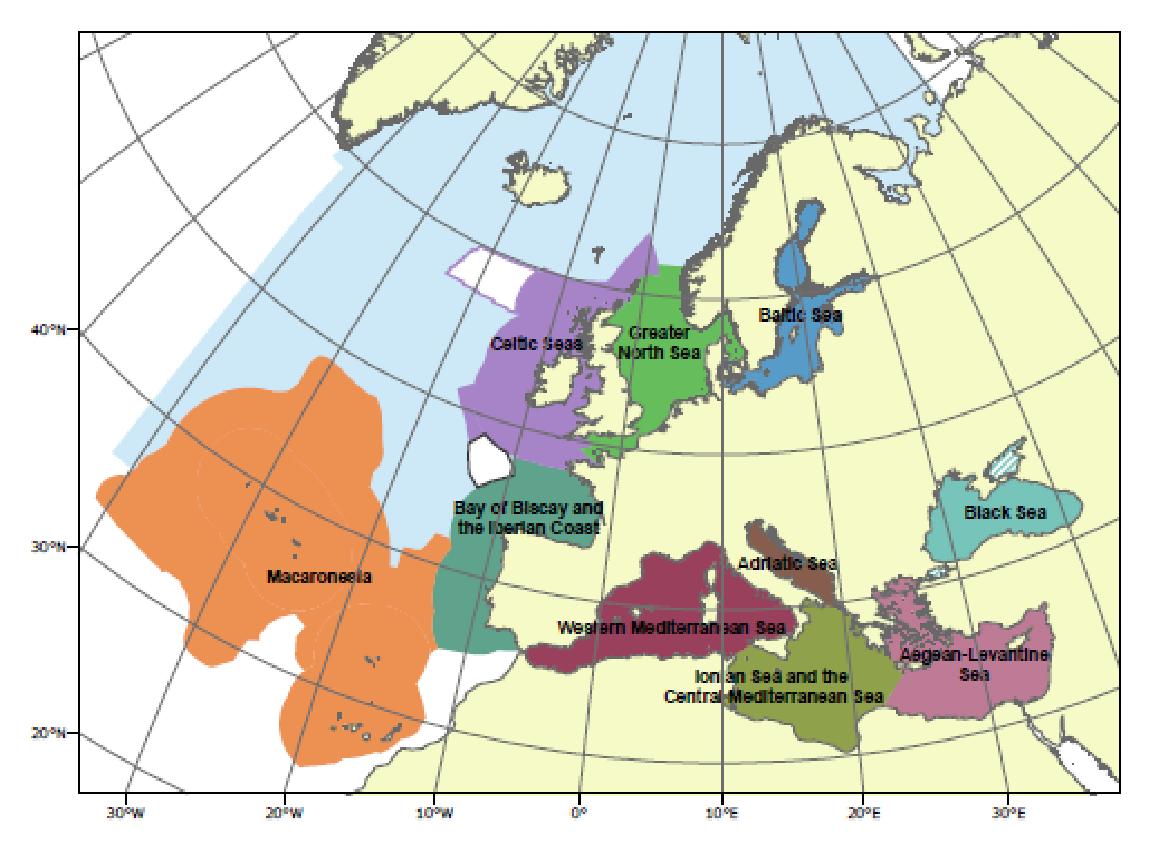 Baltic Sea
Greater
North Sea
Celtic Seas
40°N
Bay of Biscay and
the Iberian Coast
Black Sea
30°N
Adriatic Sea
Macaronesia
Western Mediterranean Sea
Aegean-Levantine
Sea
Ionian Sea and the
Central Mediterranean Sea
20°N
30°W
20°W
10°W
0°
10°E
20°E
30°E